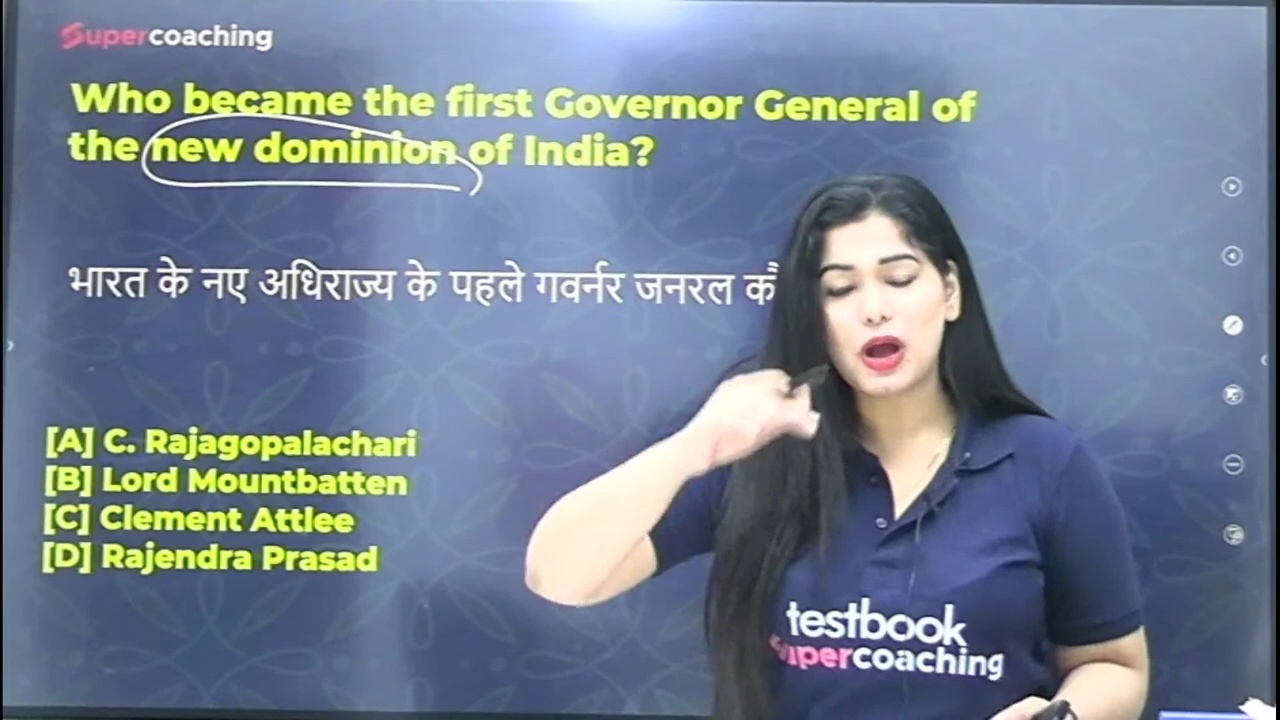 Supercoaching
Who became the first Governor General of
the new dominion of India?
भारत के नए अधिराज्य के पहले गवर्नर जनरल
[A] C. Rajagopalachari
[B] Lord Mountbatten
[C] Clement Attlee
[D] Rajendra Prasad
testbook
supercoaching